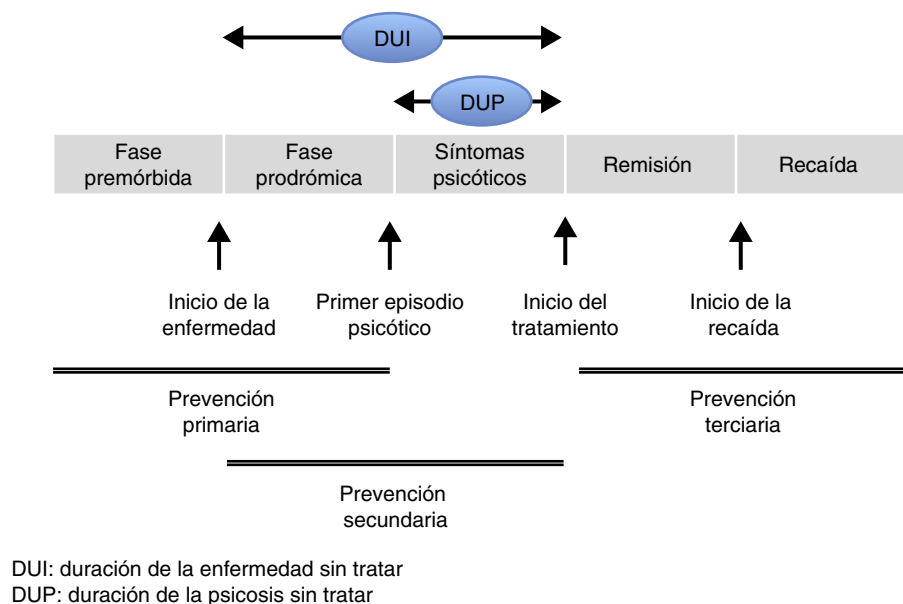 DUI
DUP
Fase
premórbida
Fase
prodrómica
Síntomas
psicóticos
Remisión
Recaída
Inicio de la
enfermedad
Primer episodio
psicótico
Inicio del
tratamiento
Inicio de la
recaída
Prevención
primaria
Prevención
terciaria
Prevención
secundaria
DUI: duración de la enfermedad sin tratar
DUP: duración de la psicosis sin tratar